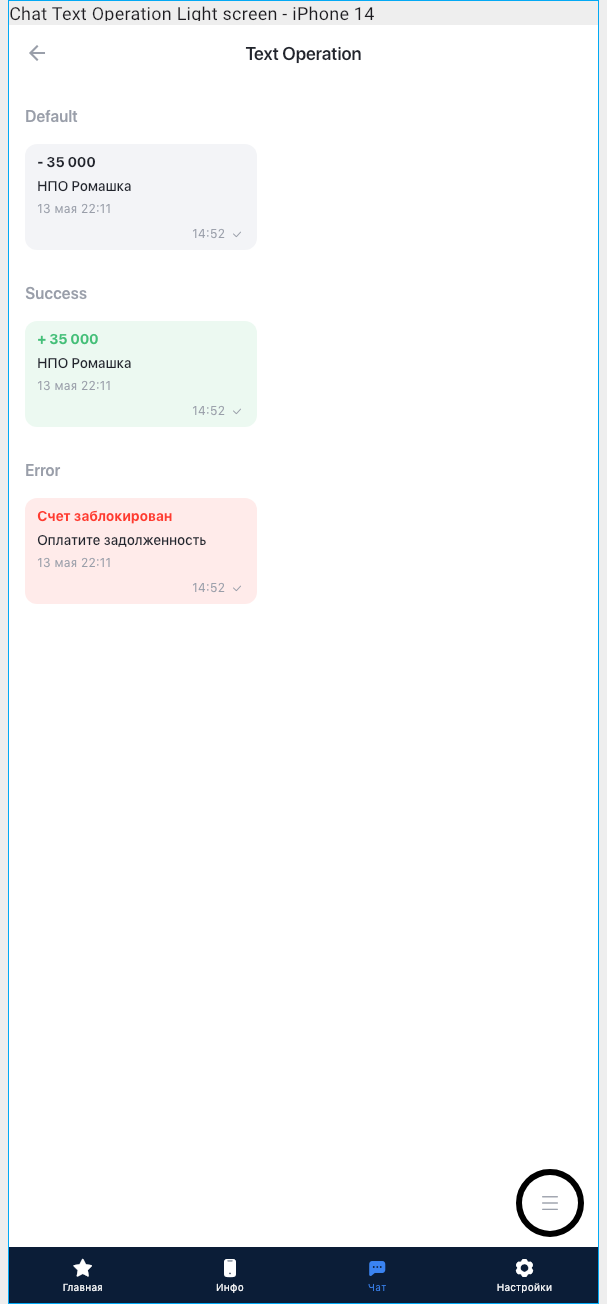 Chat Text Operation Light screen - iPhone 14
Text Operation
Default
- 35 000
НПО Ромашка
13 мая 22:11
14:52
Success
+ 35 000
НПО Ромашка
13 мая 22:11
14:52
Error
Счет заблокирован
Оплатите задолженность
13 мая 22:11
14:52
Главная
Инфо
Чат
Настройки